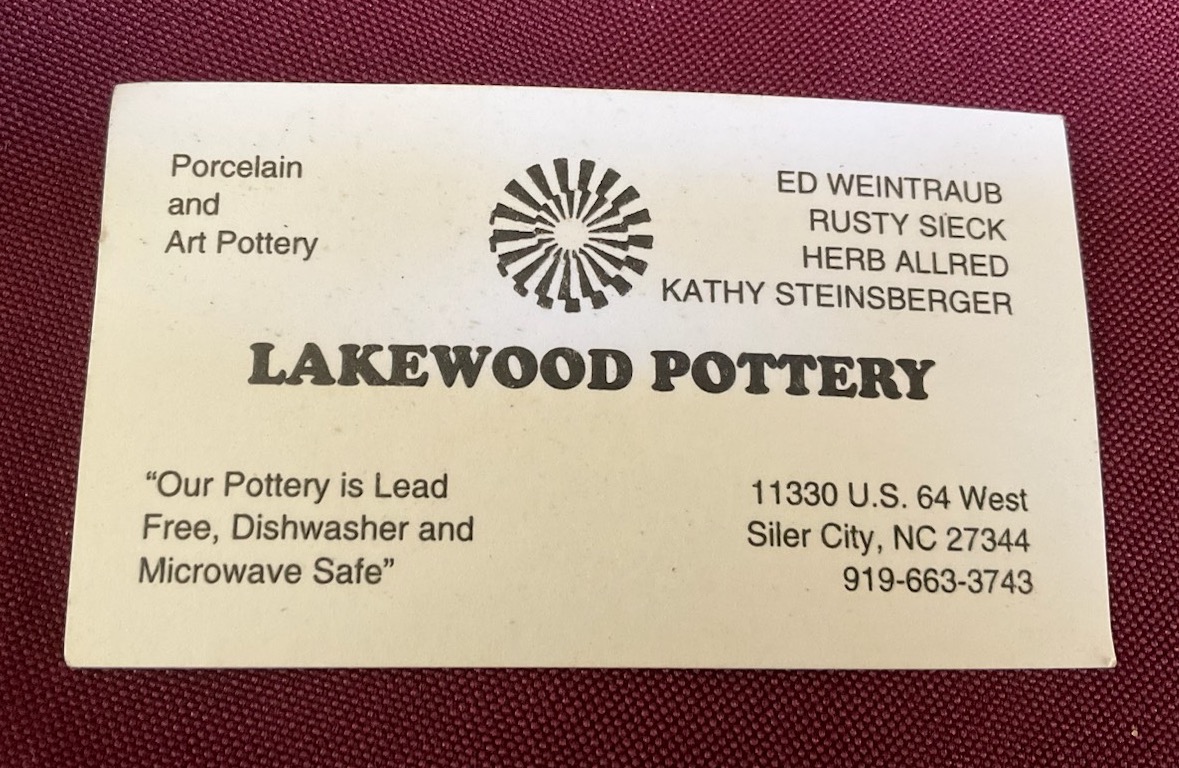 Porcelain
and
Art Pottery
ED WEINTRAUB
RUSTY SIECK
HERB ALLRED
KATHY STEINSBERGER
LAKEWOOD POTTERY
“Our Pottery is Lead
Free, Dishwasher and
Microwave Safe”
11330 U.S. 64 West
Siler City, NC 27344
919-663-3743